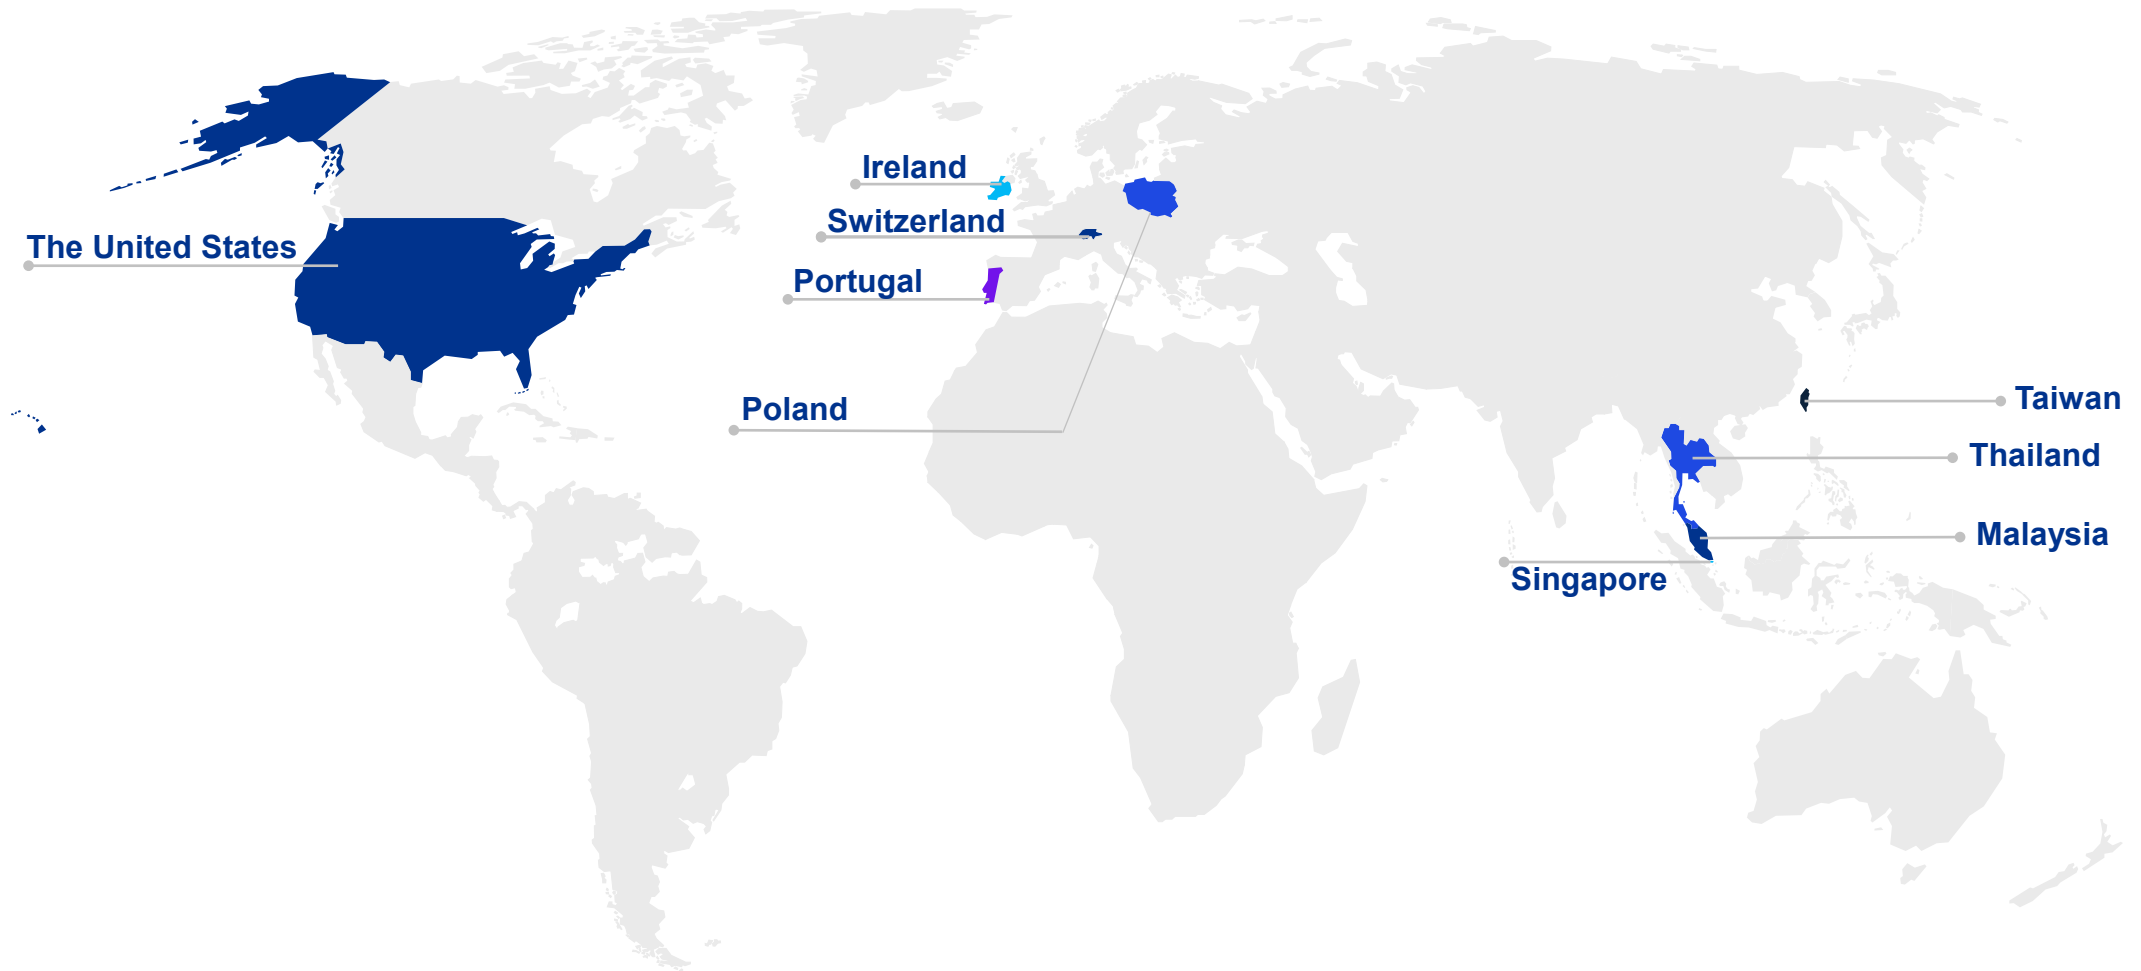 Ireland
Switzerland
The United States
Portugal
Poland
Taiwan
Thailand
Malaysia
Singapore